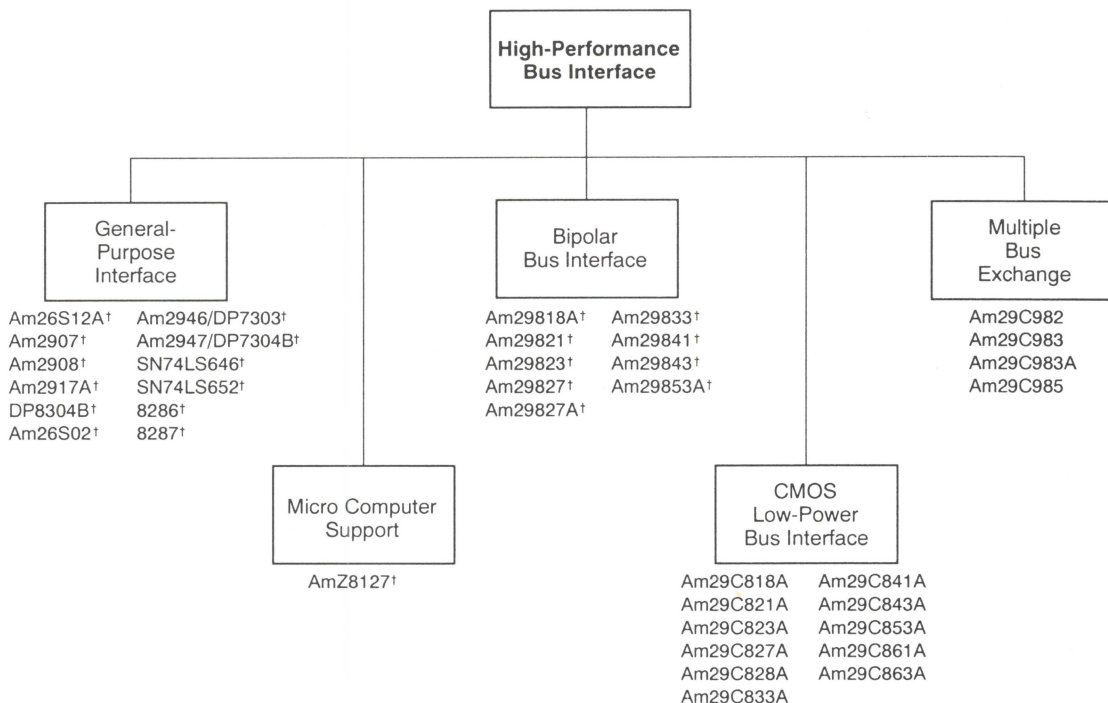 High-Performance
Bus Interface
General-
Purpose
Interface
Am26S12A† Am2946/DP7303†
Am2907† Am2947/DP7304B†
Am2908† SN74LS646†
Am2917A† SN74LS652†
DP8304B† 8286†
Am26S02† 8287†
Micro Computer
Support
AmZ8127†
Bipolar
Bus Interface
Am29818A† Am29833†
Am29821† Am29841†
Am29823† Am29843†
Am29827† Am29853A†
Am29827A†
CMOS
Low-Power
Bus Interface
Am29C818A Am29C841A
Am29C821A Am29C843A
Am29C823A Am29C853A
Am29C827A Am29C861A
Am29C828A Am29C863A
Am29C833A
Multiple
Bus
Exchange
Am29C982
Am29C983
Am29C983A
Am29C985